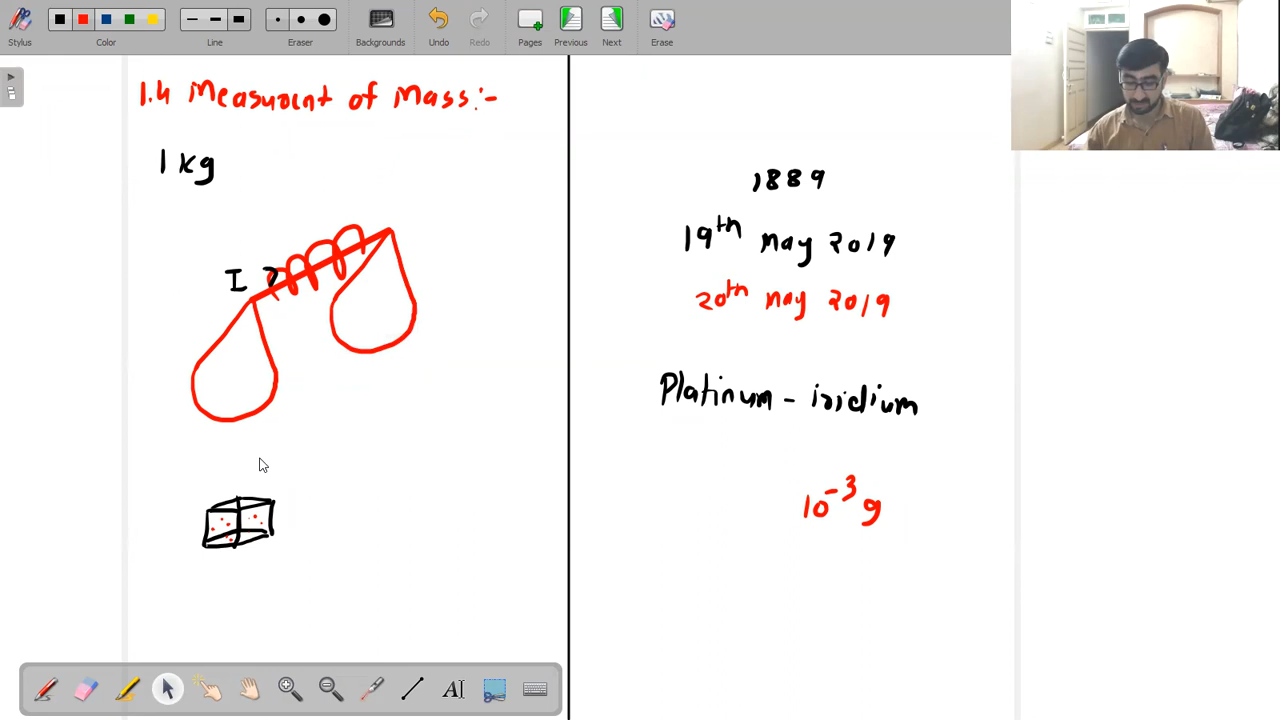 Stylus
Color
Line
Eraser
Backgrounds
Undo
Redo
Pages
Previous
Next
Erase
1.4 Measurment of Mass:-
1 kg
I ?
1889
19th may 2019
20th may 2019
Platinum - iridium
10-3 g